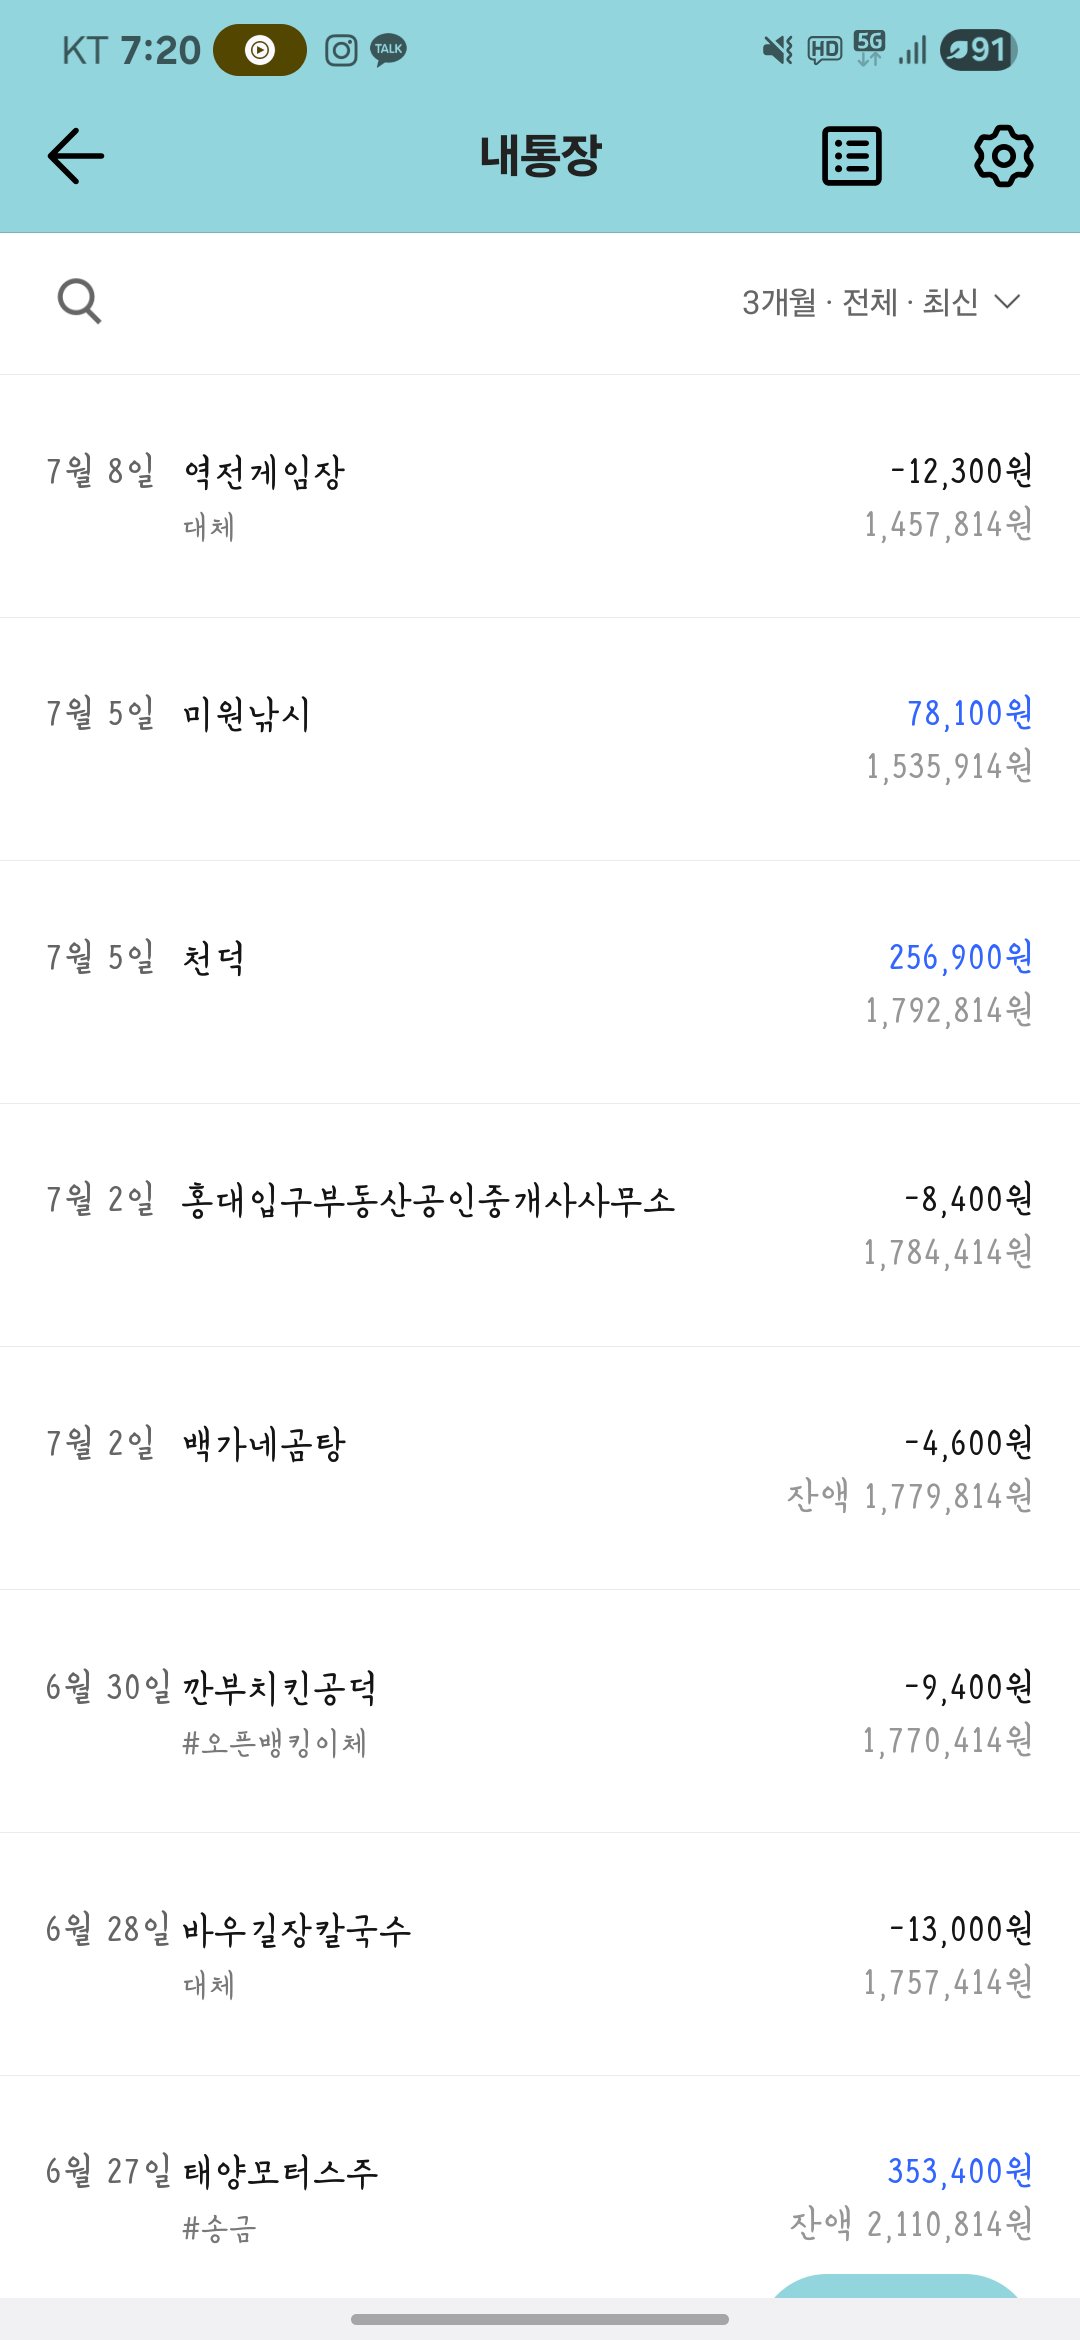 KT 7:20 TALK HD 5G 91
내통장
3개월 · 전체 · 최신
7월 8일 역전게임장 -12,300원
대체 1,457,814원
7월 5일 미원낚시 78,100원
1,535,914원
7월 5일 천덕 256,900원
1,792,814원
7월 2일 홍대입구부동산공인중개사사무소 -8,400원
1,784,414원
7월 2일 백가네곰탕 -4,600원
잔액 1,779,814원
6월 30일 깐부치킨공덕 -9,400원
#오픈뱅킹이체 1,770,414원
6월 28일 바우길장칼국수 -13,000원
대체 1,757,414원
6월 27일 태양모터스주 353,400원
#송금 잔액 2,110,814원